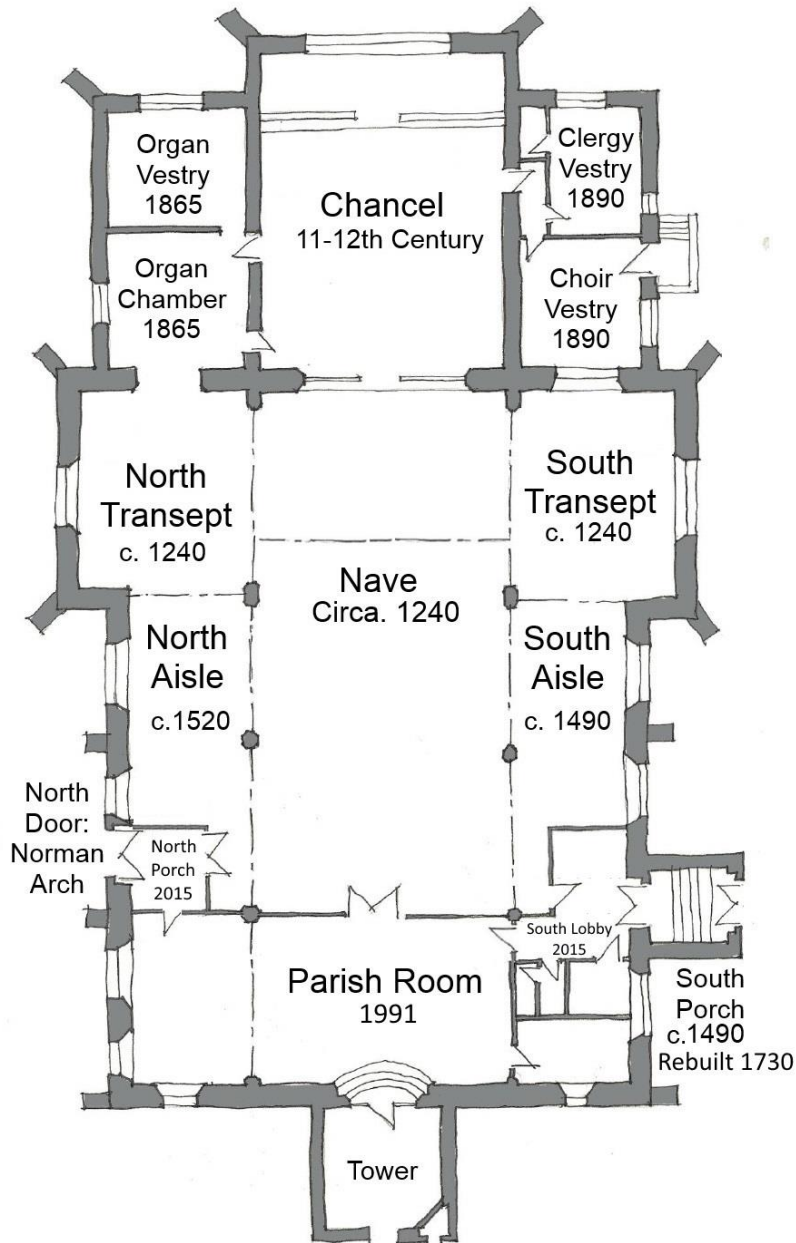 Organ
Vestry
1865
Clergy
Vestry
1890
Chancel
11-12th Century
Organ
Chamber
1865
Choir
Vestry
1890
North
Transept
c. 1240
South
Transept
c. 1240
Nave
Circa. 1240
North
Aisle
c.1520
South
Aisle
c. 1490
North
Door:
Norman
Arch
North
Porch
2015
South Lobby
2015
Parish Room
1991
South
Porch
c.1490
Rebuilt 1730
Tower